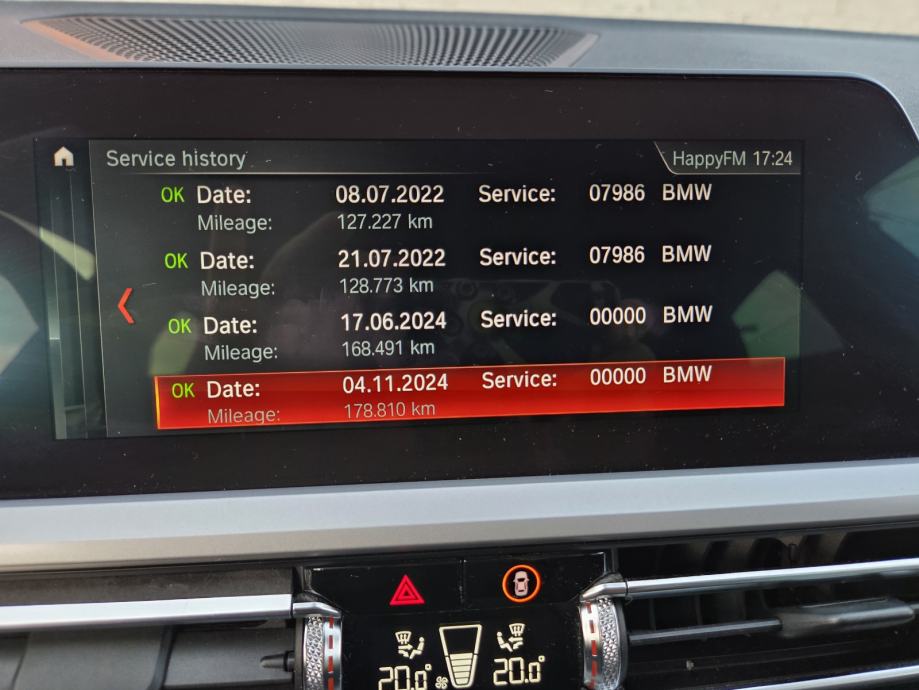 Service history HappyFM 17:24
OK Date: 08.07.2022 Service: 07986 BMW
Mileage: 127.227 km
OK Date: 21.07.2022 Service: 07986 BMW
Mileage: 128.773 km
OK Date: 17.06.2024 Service: 00000 BMW
Mileage: 168.491 km
OK Date: 04.11.2024 Service: 00000 BMW
Mileage: 178.810 km
20.0° 20.0°